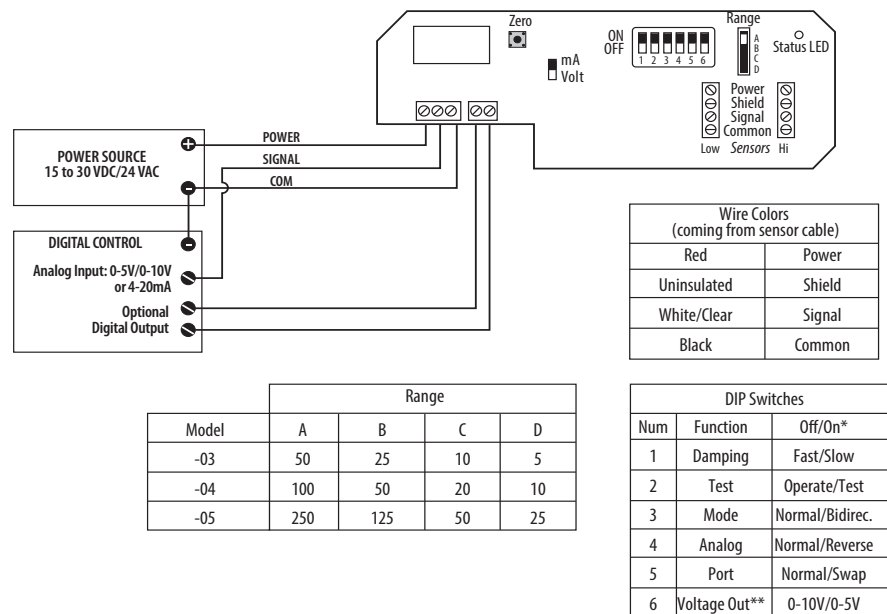 Zero
Range
ON
OFF
1 2 3 4 5 6
A
B
C
D
Status LED
mA
Volt
Power
Shield
Signal
Common
Low Sensors Hi
POWER
SIGNAL
COM
POWER SOURCE
15 to 30 VDC/24 VAC
DIGITAL CONTROL
Analog Input: 0-5V/0-10V
or 4-20mA
Optional
Digital Output
Wire Colors
(coming from sensor cable)
Red Power
Uninsulated Shield
White/Clear Signal
Black Common
Range
Model A B C D
-03 50 25 10 5
-04 100 50 20 10
-05 250 125 50 25
DIP Switches
Num Function Off/On*
1 Damping Fast/Slow
2 Test Operate/Test
3 Mode Normal/Bidirec.
4 Analog Normal/Reverse
5 Port Normal/Swap
6 Voltage Out** 0-10V/0-5V